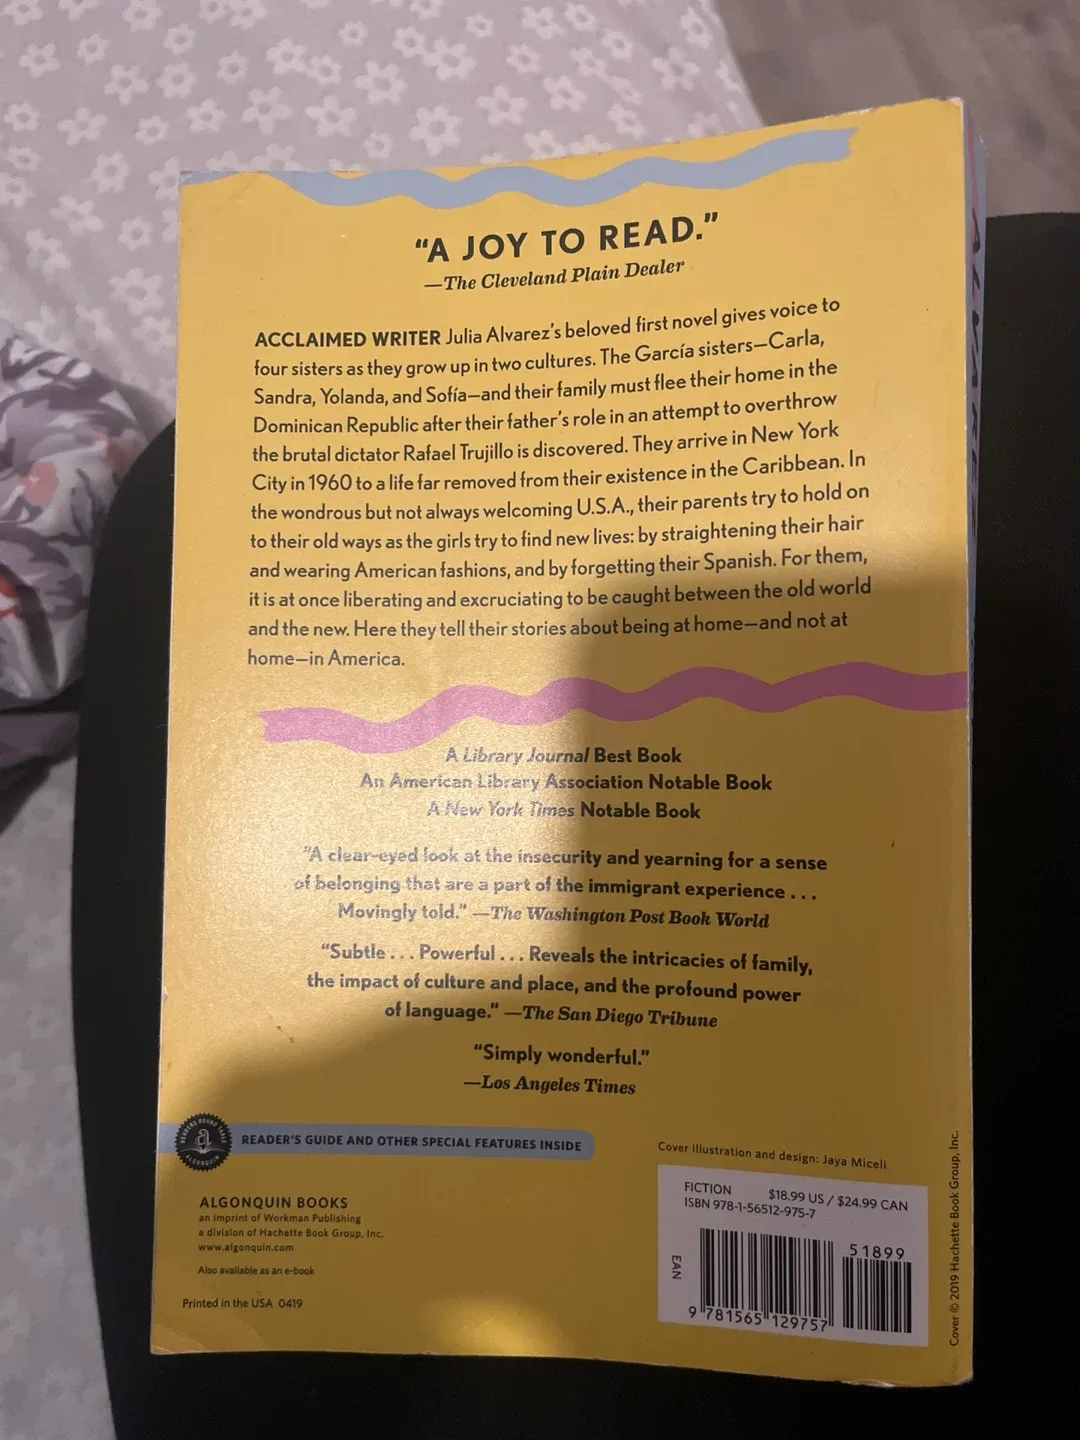 “A JOY TO READ.”
—The Cleveland Plain Dealer
ACCLAIMED WRITER Julia Alvarez’s beloved first novel gives voice to
four sisters as they grow up in two cultures. The García sisters—Carla,
Sandra, Yolanda, and Sofía—and their family must flee their home in the
Dominican Republic after their father’s role in an attempt to overthrow
the brutal dictator Rafael Trujillo is discovered. They arrive in New York
City in 1960 to a life far removed from their existence in the Caribbean. In
the wondrous but not always welcoming U.S.A., their parents try to hold on
to their old ways as the girls try to find new lives: by straightening their hair
and wearing American fashions, and by forgetting their Spanish. For them,
it is at once liberating and excruciating to be caught between the old world
and the new. Here they tell their stories about being at home—and not at
home—in America.
A Library Journal Best Book
An American Library Association Notable Book
A New York Times Notable Book
“A clear-eyed look at the insecurity and yearning for a sense
of belonging that are a part of the immigrant experience . . .
Movingly told.” —The Washington Post Book World
“Subtle . . . Powerful . . . Reveals the intricacies of family,
the impact of culture and place, and the profound power
of language.” —The San Diego Tribune
“Simply wonderful.”
—Los Angeles Times
READERS ROUND TABLE
a
ALGONQUIN
READER’S GUIDE AND OTHER SPECIAL FEATURES INSIDE
ALGONQUIN BOOKS
an imprint of Workman Publishing
a division of Hachette Book Group, Inc.
www.algonquin.com
Also available as an e-book
Printed in the USA 0419
Cover illustration and design: Jaya Miceli
FICTION $18.99 US / $24.99 CAN
ISBN 978-1-56512-975-7
51899
EAN
9 781565 129757
Cover © 2019 Hachette Book Group, Inc.
ALVAREZ